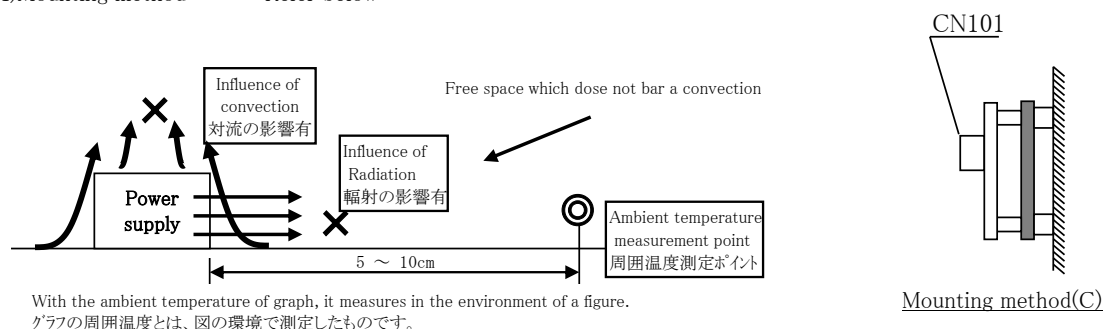 CN101
Influence of
convection
対流の影響有
Free space which dose not bar a convection
Influence of
Radiation
輻射の影響有
Power
supply
Ambient temperature
measurement point
周囲温度測定ポイント
5 ～ 10cm
With the ambient temperature of graph, it measures in the environment of a figure.
グラフの周囲温度とは、図の環境で測定したものです。
Mounting method(C)